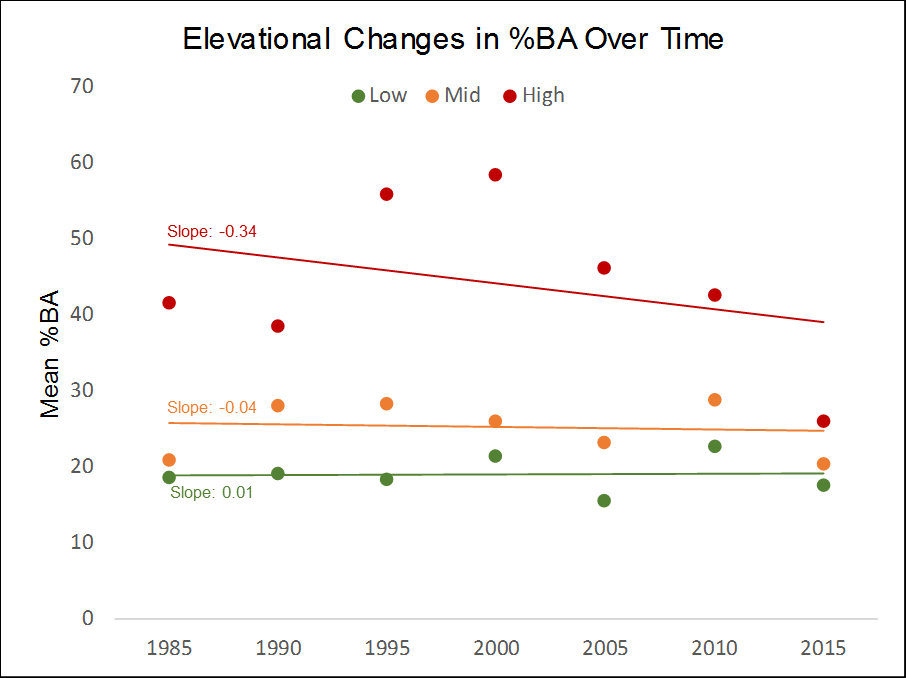 Elevational Changes in %BA Over Time
70
Low Mid High
60
Slope: -0.34
50
40
Mean %BA
30
Slope: -0.04
20
Slope: 0.01
10
0
1985 1990 1995 2000 2005 2010 2015